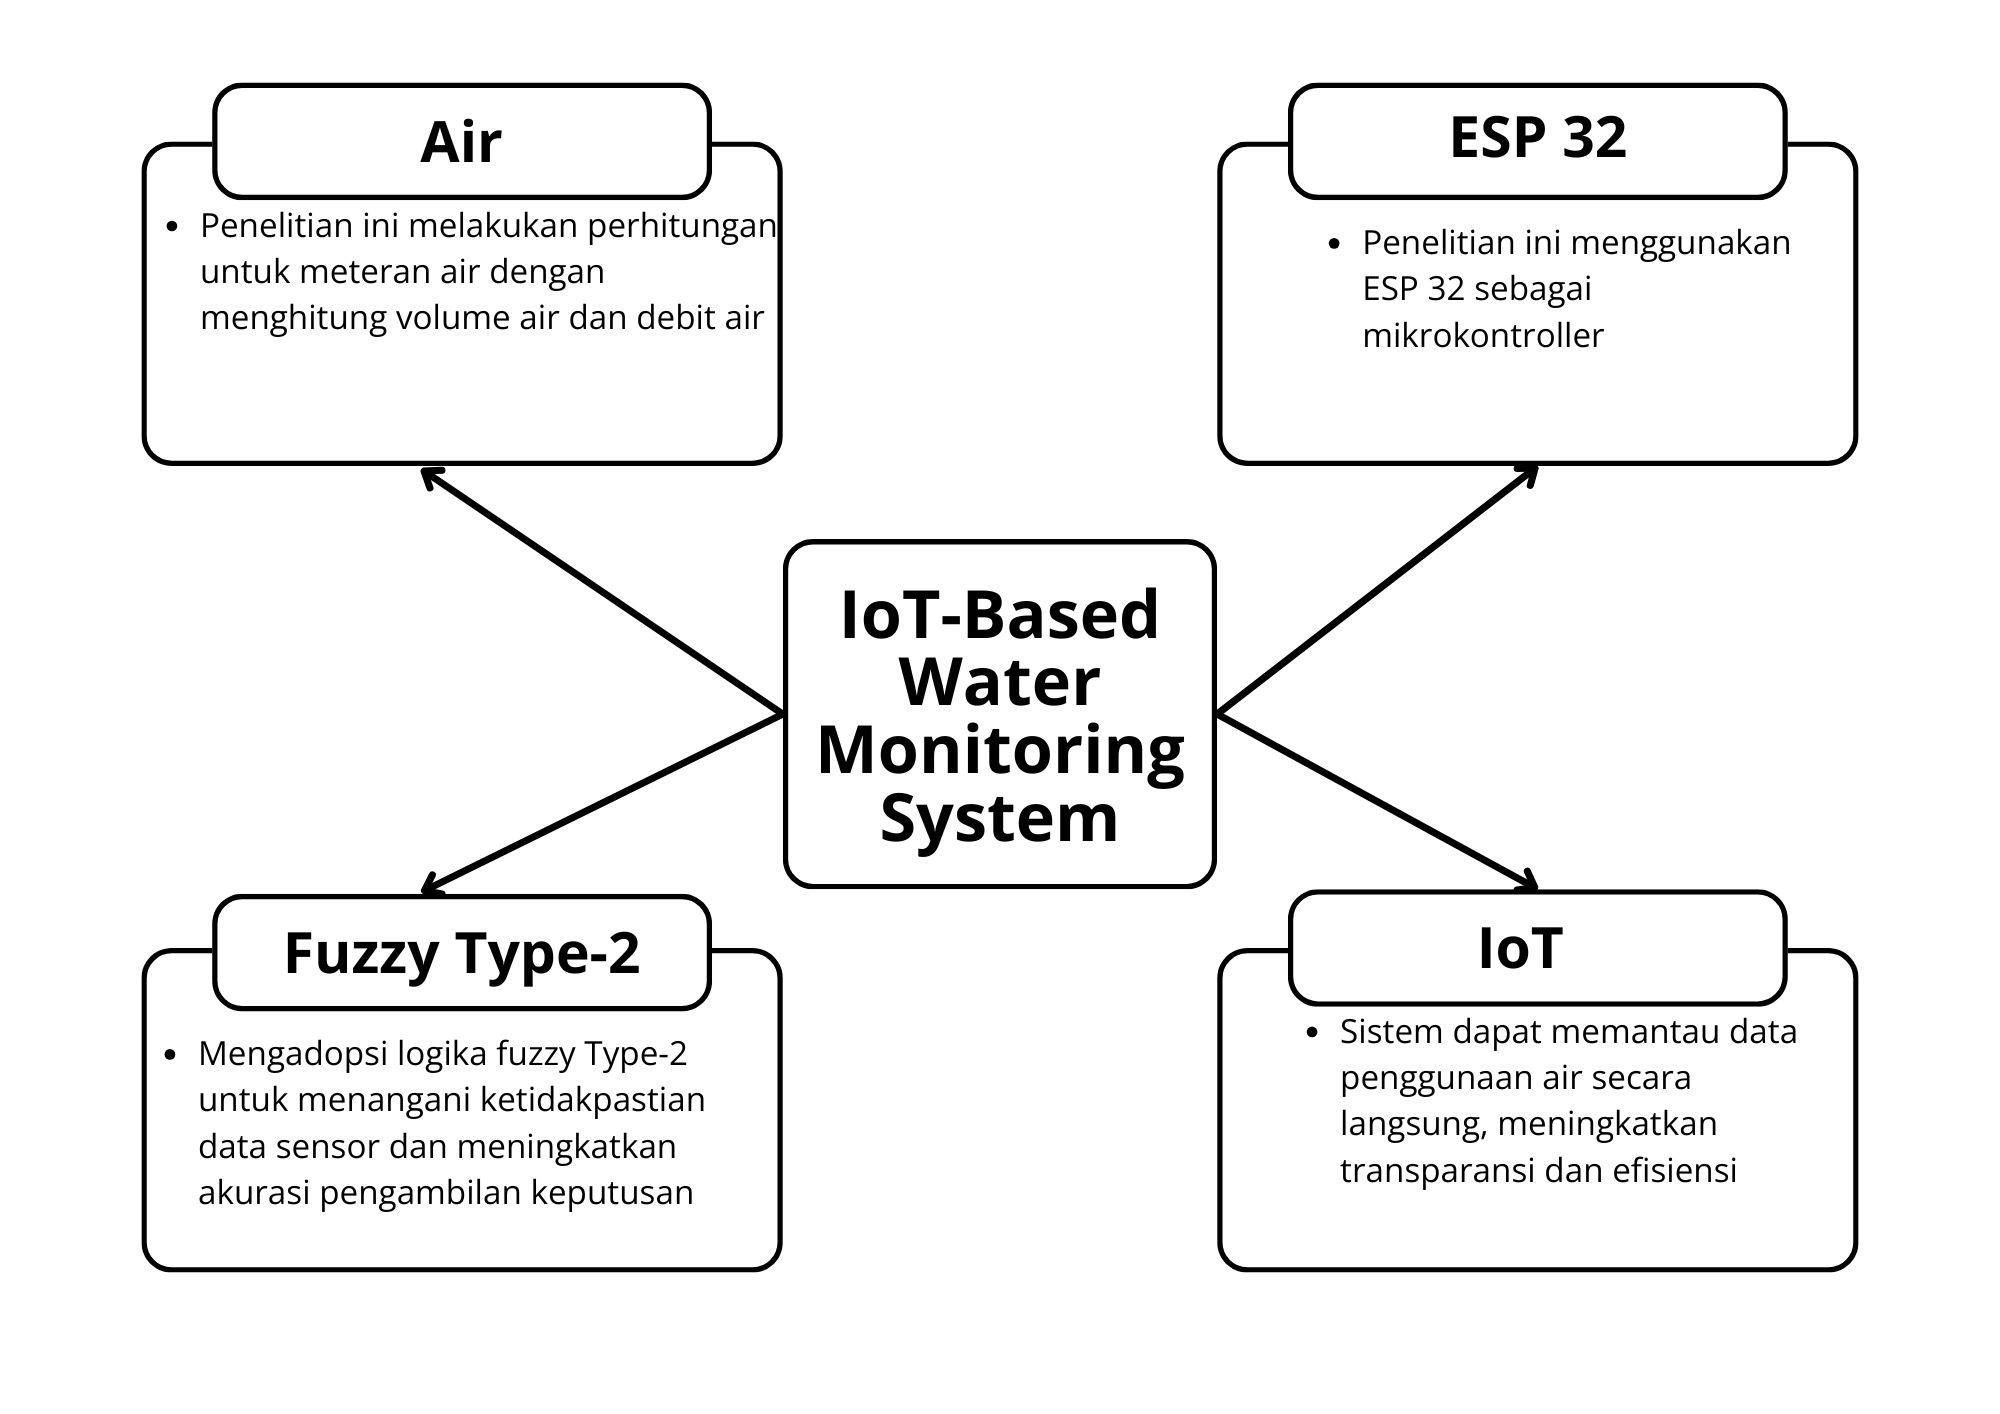 Air
• Penelitian ini melakukan perhitungan
untuk meteran air dengan
menghitung volume air dan debit air
ESP 32
• Penelitian ini menggunakan
ESP 32 sebagai
mikrokontroller
IoT-Based
Water
Monitoring
System
Fuzzy Type-2
• Mengadopsi logika fuzzy Type-2
untuk menangani ketidakpastian
data sensor dan meningkatkan
akurasi pengambilan keputusan
IoT
• Sistem dapat memantau data
penggunaan air secara
langsung, meningkatkan
transparansi dan efisiensi